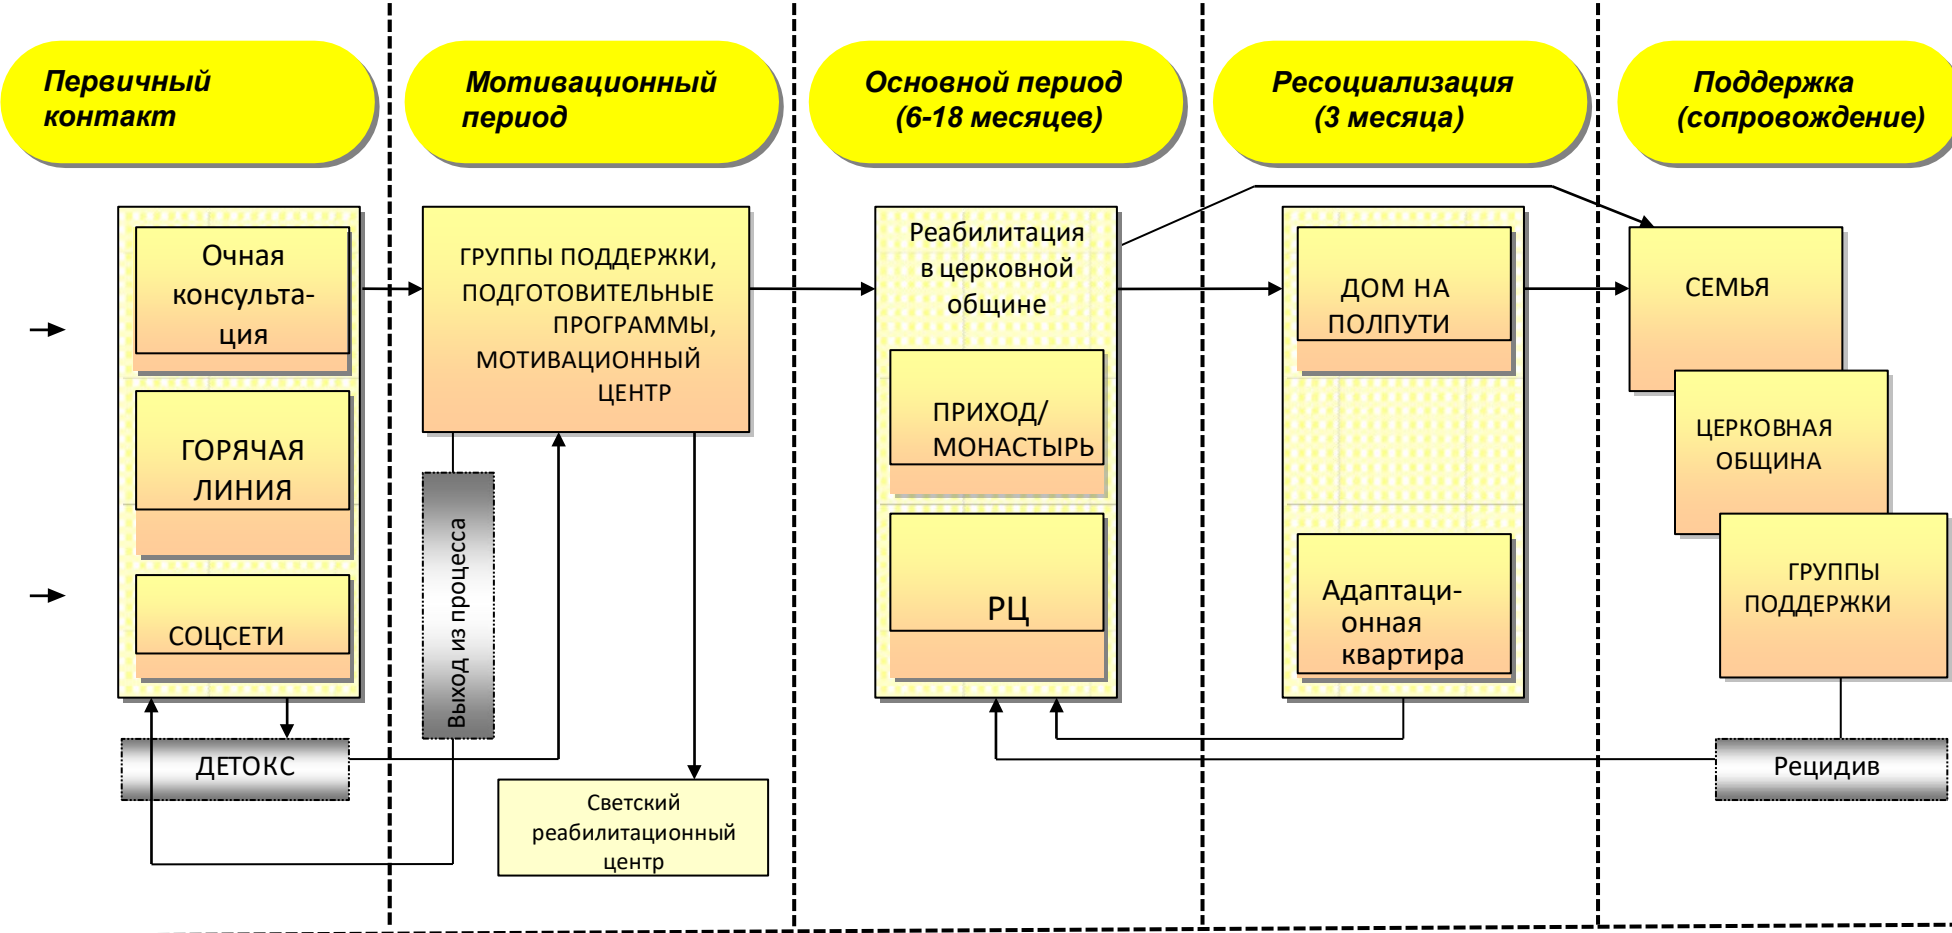 Первичный
контакт
Мотивационный
период
Основной период
(6-18 месяцев)
Ресоциализация
(3 месяца)
Поддержка
(сопровождение)
Очная
консульта-
ция
ГОРЯЧАЯ
ЛИНИЯ
СОЦСЕТИ
ДЕТОКС
ГРУППЫ ПОДДЕРЖКИ,
ПОДГОТОВИТЕЛЬНЫЕ
ПРОГРАММЫ,
МОТИВАЦИОННЫЙ
ЦЕНТР
Выход из процесса
Светский
реабилитационный
центр
Реабилитация
в церковной
общине
ПРИХОД/
МОНАСТЫРЬ
РЦ
ДОМ НА
ПОЛПУТИ
Адаптаци-
онная
квартира
СЕМЬЯ
ЦЕРКОВНАЯ
ОБЩИНА
ГРУППЫ
ПОДДЕРЖКИ
Рецидив